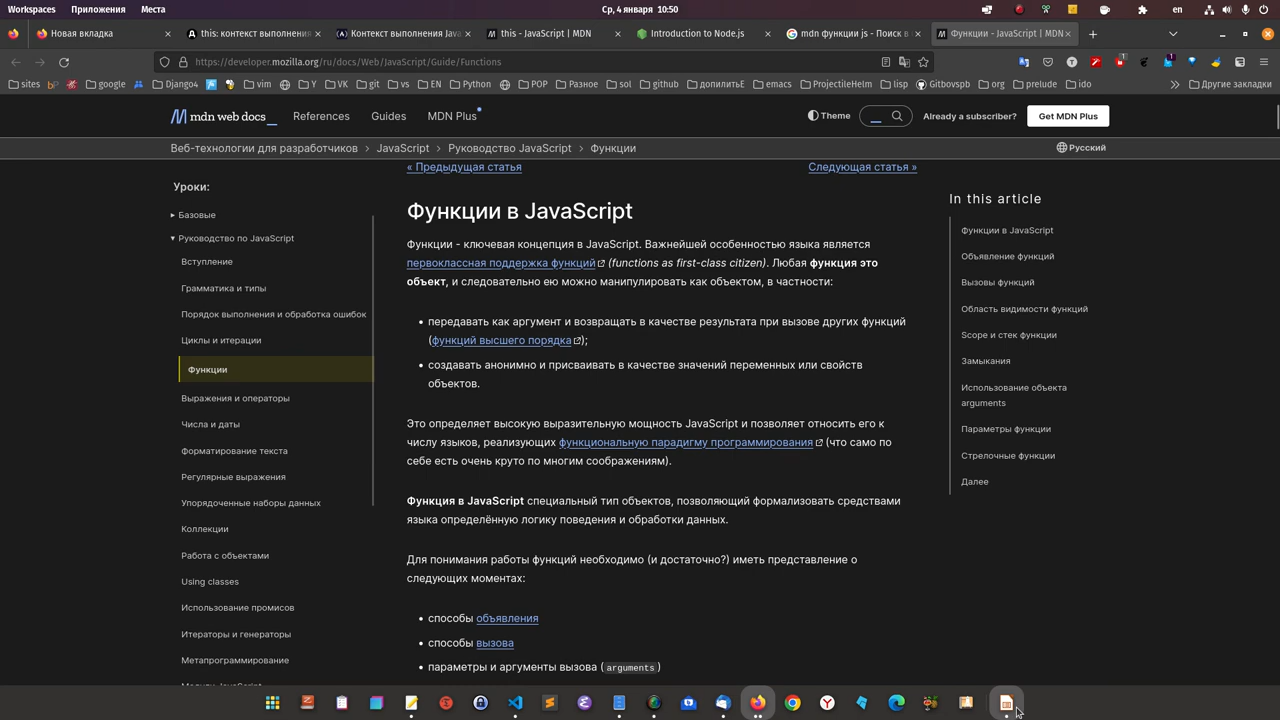 Workspaces Приложения Места Ср, 4 января 10:50 en
Новая вкладка this: контекст выполнения Контекст выполнения Java this - JavaScript | MDN Introduction to Node.js mdn функции js - Поиск в Функции - JavaScript | MDN
https://developer.mozilla.org/ru/docs/Web/JavaScript/Guide/Functions
sites google Django4 vim Y VK git vs EN Python POP Разное sol github допилитьЕ emacs ProjectileHelm lisp Gitbovspb org prelude ido Другие закладки
mdn web docs References Guides MDN Plus Theme Already a subscriber? Get MDN Plus
Веб-технологии для разработчиков JavaScript Руководство JavaScript Функции Русский
« Предыдущая статья Следующая статья »
Уроки:
Базовые
Руководство по JavaScript
Вступление
Грамматика и типы
Порядок выполнения и обработка ошибок
Циклы и итерации
Функции
Выражения и операторы
Числа и даты
Форматирование текста
Регулярные выражения
Упорядоченные наборы данных
Коллекции
Работа с объектами
Using classes
Использование промисов
Итераторы и генераторы
Метапрограммирование
Модули JavaScript
Функции в JavaScript
Функции - ключевая концепция в JavaScript. Важнейшей особенностью языка является
первоклассная поддержка функций (functions as first-class citizen). Любая функция это
объект, и следовательно ею можно манипулировать как объектом, в частности:
• передавать как аргумент и возвращать в качестве результата при вызове других функций
(функций высшего порядка);
• создавать анонимно и присваивать в качестве значений переменных или свойств
объектов.
Это определяет высокую выразительную мощность JavaScript и позволяет относить его к
числу языков, реализующих функциональную парадигму программирования (что само по
себе есть очень круто по многим соображениям).
Функция в JavaScript специальный тип объектов, позволяющий формализовать средствами
языка определённую логику поведения и обработки данных.
Для понимания работы функций необходимо (и достаточно?) иметь представление о
следующих моментах:
• способы объявления
• способы вызова
• параметры и аргументы вызова (arguments)
In this article
Функции в JavaScript
Объявление функций
Вызовы функций
Область видимости функций
Scope и стек функции
Замыкания
Использование объекта
arguments
Параметры функции
Стрелочные функции
Далее